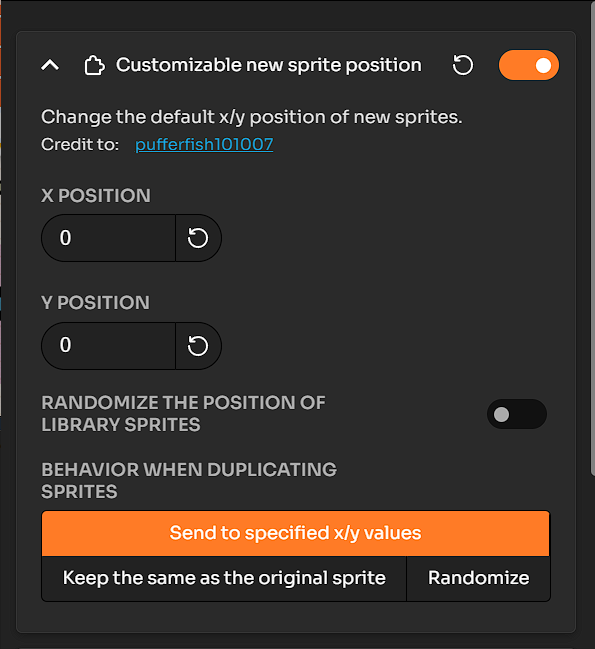 Customizable new sprite position
Change the default x/y position of new sprites.
Credit to: pufferfish101007
X POSITION
0
Y POSITION
0
RANDOMIZE THE POSITION OF
LIBRARY SPRITES
BEHAVIOR WHEN DUPLICATING
SPRITES
Send to specified x/y values
Keep the same as the original sprite Randomize